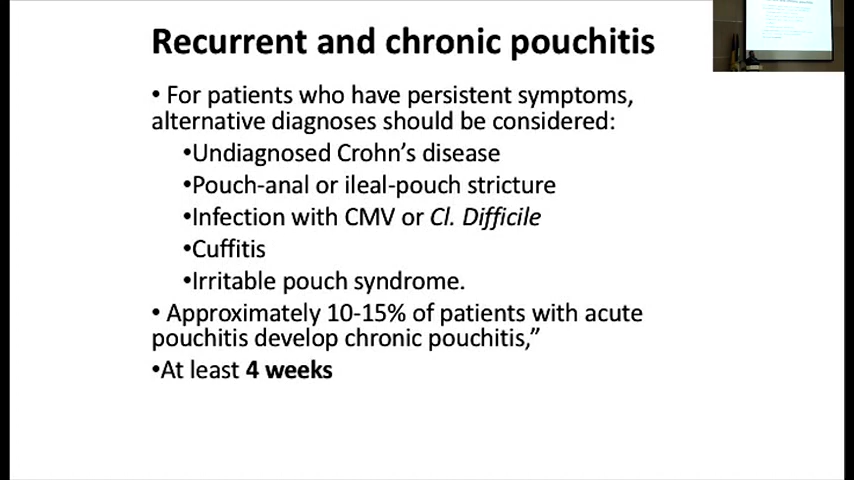 Recurrent and chronic pouchitis
• For patients who have persistent symptoms,
alternative diagnoses should be considered:
•Undiagnosed Crohn's disease
•Pouch-anal or ileal-pouch stricture
•Infection with CMV or Cl. Difficile
•Cuffitis
•Irritable pouch syndrome.
• Approximately 10-15% of patients with acute
pouchitis develop chronic pouchitis,”
•At least 4 weeks